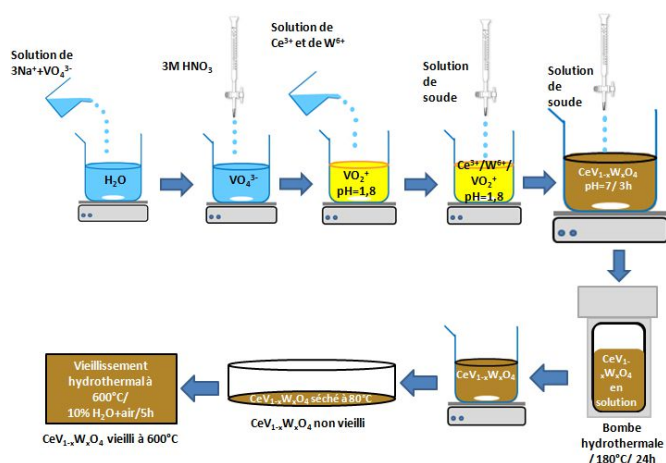 Solution de
3Na⁺+VO₄³⁻
H₂O
3M HNO₃
VO₄³⁻
Solution de
Ce³⁺ et de W⁶⁺
VO₂⁺
pH=1,8
Solution
de
soude
Ce³⁺/W⁶⁺/
VO₂⁺
pH=1,8
Solution
de
soude
CeV₁₋ₓWₓO₄
pH=7/ 3h
CeV₁₋
ₓWₓO₄
en
solution
Bombe
hydrothermale
/ 180°C/ 24h
CeV₁₋ₓWₓO₄
CeV₁₋ₓWₓO₄ séché à 80°C
CeV₁₋ₓWₓO₄ non vieilli
Vieillissement
hydrothermal à
600°C/
10% H₂O+air/5h
CeV₁₋ₓWₓO₄ vieilli à 600°C